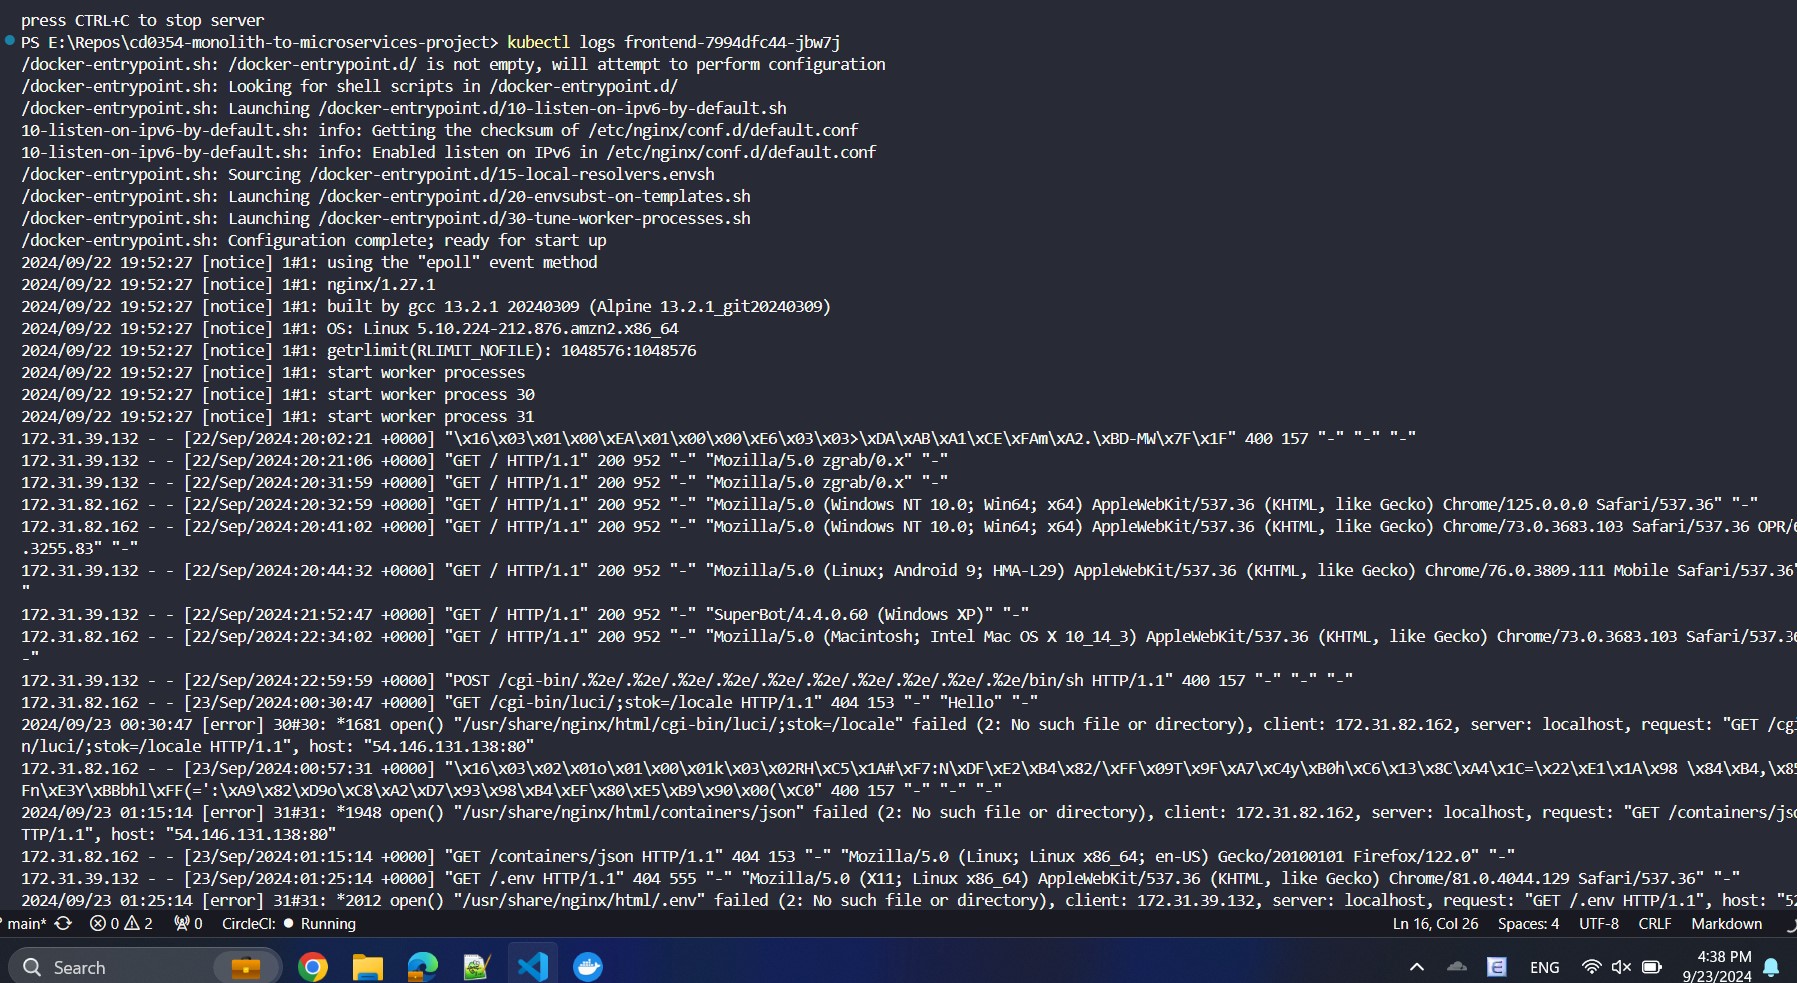 press CTRL+C to stop server
PS E:\Repos\cd0354-monolith-to-microservices-project> kubectl logs frontend-7994dfc44-jbw7j
/docker-entrypoint.sh: /docker-entrypoint.d/ is not empty, will attempt to perform configuration
/docker-entrypoint.sh: Looking for shell scripts in /docker-entrypoint.d/
/docker-entrypoint.sh: Launching /docker-entrypoint.d/10-listen-on-ipv6-by-default.sh
10-listen-on-ipv6-by-default.sh: info: Getting the checksum of /etc/nginx/conf.d/default.conf
10-listen-on-ipv6-by-default.sh: info: Enabled listen on IPv6 in /etc/nginx/conf.d/default.conf
/docker-entrypoint.sh: Sourcing /docker-entrypoint.d/15-local-resolvers.envsh
/docker-entrypoint.sh: Launching /docker-entrypoint.d/20-envsubst-on-templates.sh
/docker-entrypoint.sh: Launching /docker-entrypoint.d/30-tune-worker-processes.sh
/docker-entrypoint.sh: Configuration complete; ready for start up
2024/09/22 19:52:27 [notice] 1#1: using the "epoll" event method
2024/09/22 19:52:27 [notice] 1#1: nginx/1.27.1
2024/09/22 19:52:27 [notice] 1#1: built by gcc 13.2.1 20240309 (Alpine 13.2.1_git20240309)
2024/09/22 19:52:27 [notice] 1#1: OS: Linux 5.10.224-212.876.amzn2.x86_64
2024/09/22 19:52:27 [notice] 1#1: getrlimit(RLIMIT_NOFILE): 1048576:1048576
2024/09/22 19:52:27 [notice] 1#1: start worker processes
2024/09/22 19:52:27 [notice] 1#1: start worker process 30
2024/09/22 19:52:27 [notice] 1#1: start worker process 31
172.31.39.132 - - [22/Sep/2024:20:02:21 +0000] "\x16\x03\x01\x00\xEA\x01\x00\x00\xE6\x03\x03>\xDA\xAB\xA1\xCE\xFAm\xA2.\xBD-MW\x7F\x1F" 400 157 "-" "-" "-"
172.31.39.132 - - [22/Sep/2024:20:21:06 +0000] "GET / HTTP/1.1" 200 952 "-" "Mozilla/5.0 zgrab/0.x" "-"
172.31.39.132 - - [22/Sep/2024:20:31:59 +0000] "GET / HTTP/1.1" 200 952 "-" "Mozilla/5.0 zgrab/0.x" "-"
172.31.82.162 - - [22/Sep/2024:20:32:59 +0000] "GET / HTTP/1.1" 200 952 "-" "Mozilla/5.0 (Windows NT 10.0; Win64; x64) AppleWebKit/537.36 (KHTML, like Gecko) Chrome/125.0.0.0 Safari/537.36" "-"
172.31.82.162 - - [22/Sep/2024:20:41:02 +0000] "GET / HTTP/1.1" 200 952 "-" "Mozilla/5.0 (Windows NT 10.0; Win64; x64) AppleWebKit/537.36 (KHTML, like Gecko) Chrome/73.0.3683.103 Safari/537.36 OPR/6
.3255.83" "-"
172.31.39.132 - - [22/Sep/2024:20:44:32 +0000] "GET / HTTP/1.1" 200 952 "-" "Mozilla/5.0 (Linux; Android 9; HMA-L29) AppleWebKit/537.36 (KHTML, like Gecko) Chrome/76.0.3809.111 Mobile Safari/537.36"
"
172.31.39.132 - - [22/Sep/2024:21:52:47 +0000] "GET / HTTP/1.1" 200 952 "-" "SuperBot/4.4.0.60 (Windows XP)" "-"
172.31.82.162 - - [22/Sep/2024:22:34:02 +0000] "GET / HTTP/1.1" 200 952 "-" "Mozilla/5.0 (Macintosh; Intel Mac OS X 10_14_3) AppleWebKit/537.36 (KHTML, like Gecko) Chrome/73.0.3683.103 Safari/537.36
-"
172.31.39.132 - - [22/Sep/2024:22:59:59 +0000] "POST /cgi-bin/.%2e/.%2e/.%2e/.%2e/.%2e/.%2e/.%2e/.%2e/.%2e/.%2e/bin/sh HTTP/1.1" 400 157 "-" "-" "-"
172.31.82.162 - - [23/Sep/2024:00:30:47 +0000] "GET /cgi-bin/luci/;stok=/locale HTTP/1.1" 404 153 "-" "Hello" "-"
2024/09/23 00:30:47 [error] 30#30: *1681 open() "/usr/share/nginx/html/cgi-bin/luci/;stok=/locale" failed (2: No such file or directory), client: 172.31.82.162, server: localhost, request: "GET /cgi
n/luci/;stok=/locale HTTP/1.1", host: "54.146.131.138:80"
172.31.82.162 - - [23/Sep/2024:00:57:31 +0000] "\x16\x03\x02\x01o\x01\x00\x01k\x03\x02RH\xC5\x1A#\xF7:N\xDF\xE2\xB4\x82/\xFF\x09T\x9F\xA7\xC4y\xB0h\xC6\x13\x8C\xA4\x1C=\x22\xE1\x1A\x98 \x84\xB4,\x85
Fn\xE3Y\xBBbhl\xFF(=':\xA9\x82\xD9o\xC8\xA2\xD7\x93\x98\xB4\xEF\x80\xE5\xB9\x90\x00(\xC0" 400 157 "-" "-" "-"
2024/09/23 01:15:14 [error] 31#31: *1948 open() "/usr/share/nginx/html/containers/json" failed (2: No such file or directory), client: 172.31.82.162, server: localhost, request: "GET /containers/jso
TTP/1.1", host: "54.146.131.138:80"
172.31.82.162 - - [23/Sep/2024:01:15:14 +0000] "GET /containers/json HTTP/1.1" 404 153 "-" "Mozilla/5.0 (Linux; Linux x86_64; en-US) Gecko/20100101 Firefox/122.0" "-"
172.31.39.132 - - [23/Sep/2024:01:25:14 +0000] "GET /.env HTTP/1.1" 404 555 "-" "Mozilla/5.0 (X11; Linux x86_64) AppleWebKit/537.36 (KHTML, like Gecko) Chrome/81.0.4044.129 Safari/537.36" "-"
2024/09/23 01:25:14 [error] 31#31: *2012 open() "/usr/share/nginx/html/.env" failed (2: No such file or directory), client: 172.31.39.132, server: localhost, request: "GET /.env HTTP/1.1", host: "52
main* 0 2 0 CircleCI: Running Ln 16, Col 26 Spaces: 4 UTF-8 CRLF Markdown
Search ENG 4:38 PM
9/23/2024